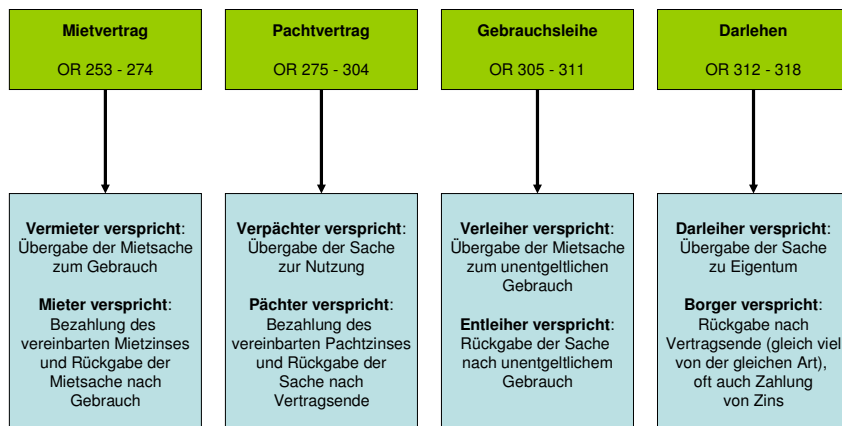 Mietvertrag
OR 253 - 274
Pachtvertrag
OR 275 - 304
Gebrauchsleihe
OR 305 - 311
Darlehen
OR 312 - 318
Vermieter verspricht:
Übergabe der Mietsache
zum Gebrauch
Mieter verspricht:
Bezahlung des
vereinbarten Mietzinses
und Rückgabe der
Mietsache nach
Gebrauch
Verpächter verspricht:
Übergabe der Sache
zur Nutzung
Pächter verspricht:
Bezahlung des
vereinbarten Pachtzinses
und Rückgabe der
Sache nach
Vertragsende
Verleiher verspricht:
Übergabe der Mietsache
zum unentgeltlichen
Gebrauch
Entleiher verspricht:
Rückgabe der Sache
nach unentgeltlichem
Gebrauch
Darleiher verspricht:
Übergabe der Sache
zu Eigentum
Borger verspricht:
Rückgabe nach
Vertragsende (gleich viel
von der gleichen Art),
oft auch Zahlung
von Zins